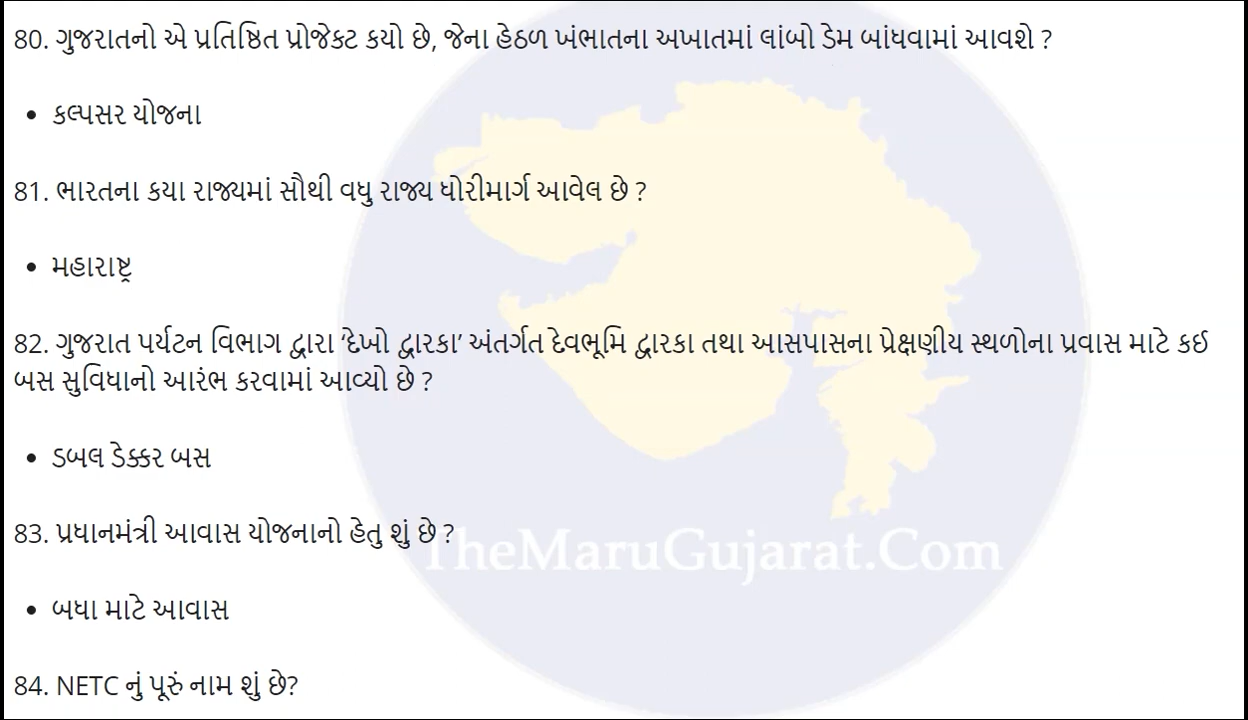 80. ગુજરાતનો એ પ્રતિષ્ઠિત પ્રોજેક્ટ કયો છે, જેના હેઠળ ખંભાતના અખાતમાં લાંબો ડેમ બાંધવામાં આવશે ?
• કલ્પસર યોજના
81. ભારતના કયા રાજ્યમાં સૌથી વધુ રાજ્ય ધોરીમાર્ગ આવેલ છે ?
• મહારાષ્ટ્ર
82. ગુજરાત પર્યટન વિભાગ દ્વારા ‘દેખો દ્વારકા’ અંતર્ગત દેવભૂમિ દ્વારકા તથા આસપાસના પ્રેક્ષણીય સ્થળોના પ્રવાસ માટે કઈ
બસ સુવિધાનો આરંભ કરવામાં આવ્યો છે ?
• ડબલ ડેક્કર બસ
83. પ્રધાનમંત્રી આવાસ યોજનાનો હેતુ શું છે ?
TheMaruGujarat.Com
• બધા માટે આવાસ
84. NETC નું પૂરું નામ શું છે?